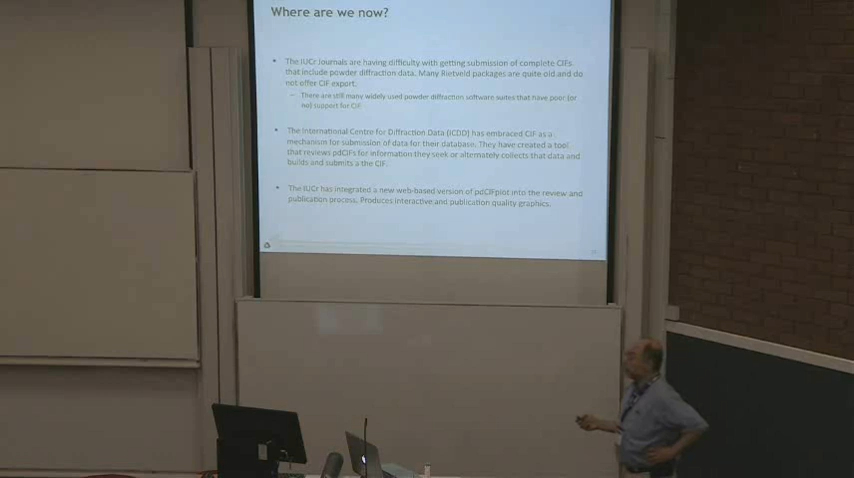 Where are we now?
• The IUCr Journals are having difficulty with getting submission of complete CIFs
that include powder diffraction data. Many Rietveld packages are quite old and do
not offer CIF export.
– There are still many widely used powder diffraction software suites that have poor (or
no) support for CIF
• The International Centre for Diffraction Data (ICDD) has embraced CIF as a
mechanism for submission of data for their database. They have created a tool
that reviews pdCIFs for information they seek or alternately collects that data and
builds and submits a the CIF.
• The IUCr has integrated a new web-based version of pdCIFplot into the review and
publication process. Produces interactive and publication quality graphics.